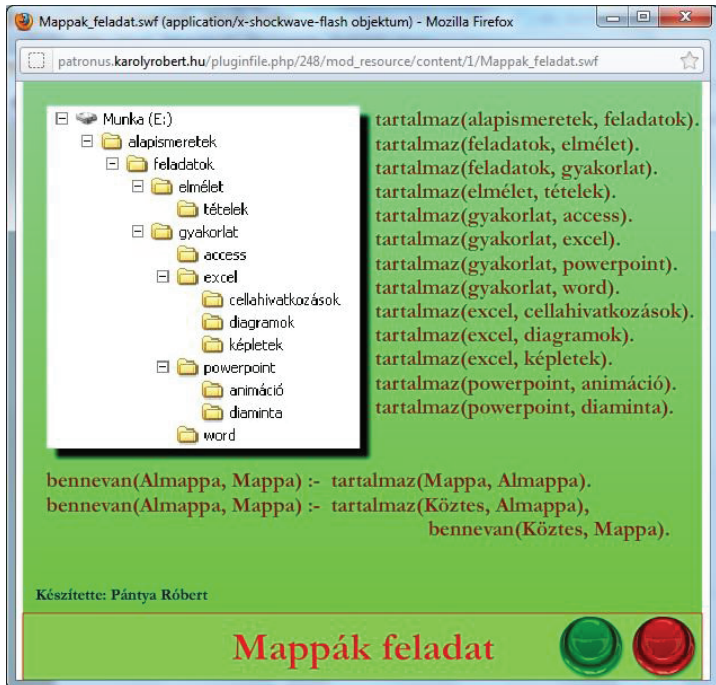 Mappak_feladat.swf (application/x-shockwave-flash objektum) - Mozilla Firefox
patronus.karolyrobert.hu/pluginfile.php/248/mod_resource/content/1/Mappak_feladat.swf
Munka (E:)
alapismeretek
feladatok
elmélet
tételek
gyakorlat
access
excel
cellahivatkozások
diagramok
képletek
powerpoint
animáció
diaminta
word
tartalmaz(alapismeretek, feladatok).
tartalmaz(feladatok, elmélet).
tartalmaz(feladatok, gyakorlat).
tartalmaz(elmélet, tételek).
tartalmaz(gyakorlat, access).
tartalmaz(gyakorlat, excel).
tartalmaz(gyakorlat, powerpoint).
tartalmaz(gyakorlat, word).
tartalmaz(excel, cellahivatkozások).
tartalmaz(excel, diagramok).
tartalmaz(excel, képletek).
tartalmaz(powerpoint, animáció).
tartalmaz(powerpoint, diaminta).
bennevan(Almappa, Mappa) :- tartalmaz(Mappa, Almappa).
bennevan(Almappa, Mappa) :- tartalmaz(Köztes, Almappa),
bennevan(Köztes, Mappa).
Készítette: Pántya Róbert
Mappák feladat